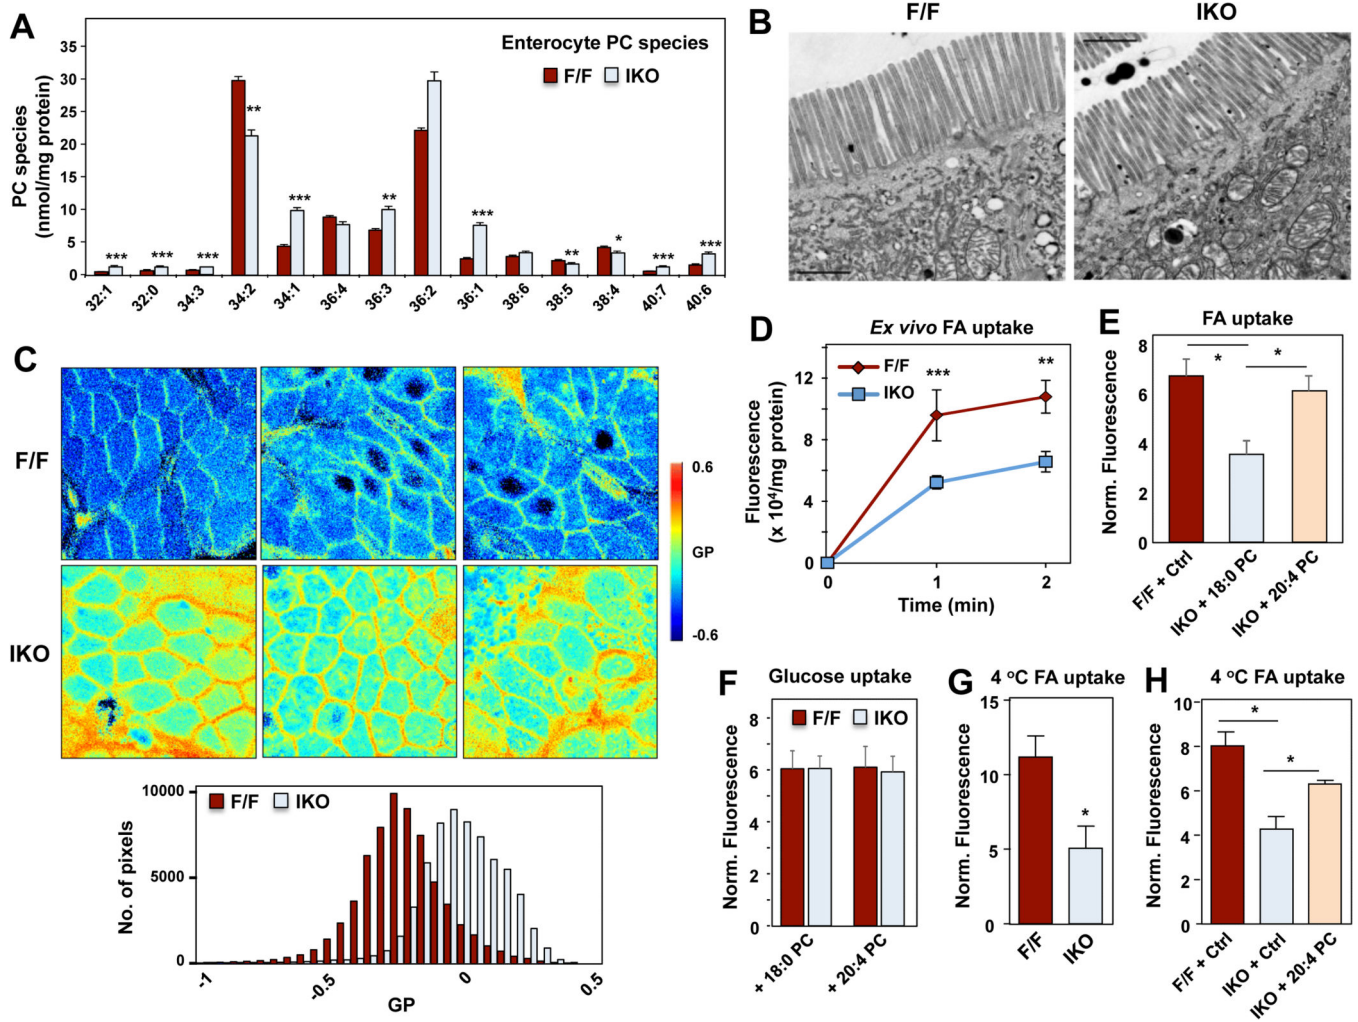 A
Enterocyte PC species
F/F IKO
PC species
(nmol/mg protein)
35
30
25
20
15
10
5
0
*** *** *** ** *** ** *** ** * *** ***
32:1 32:0 34:3 34:2 34:1 36:4 36:3 36:2 36:1 38:6 38:5 38:4 40:7 40:6
B
F/F IKO
C
F/F
IKO
0.6
GP
-0.6
F/F IKO
No. of pixels
10000
5000
0
-1 -0.5 0 0.5
GP
D
Ex vivo FA uptake
F/F
IKO
*** **
Fluorescence
(x 10⁴/mg protein)
12
8
4
0
0 1 2
Time (min)
E
FA uptake
Norm. Fluorescence
8
6
4
2
0
* *
F/F + Ctrl
IKO + 18:0 PC
IKO + 20:4 PC
F
Glucose uptake
F/F IKO
Norm. Fluorescence
8
6
4
2
0
+ 18:0 PC
+ 20:4 PC
G
4 °C FA uptake
Norm. Fluorescence
15
10
5
0
*
F/F
IKO
H
4 °C FA uptake
Norm. Fluorescence
10
8
6
4
2
0
* *
F/F + Ctrl
IKO + Ctrl
IKO + 20:4 PC